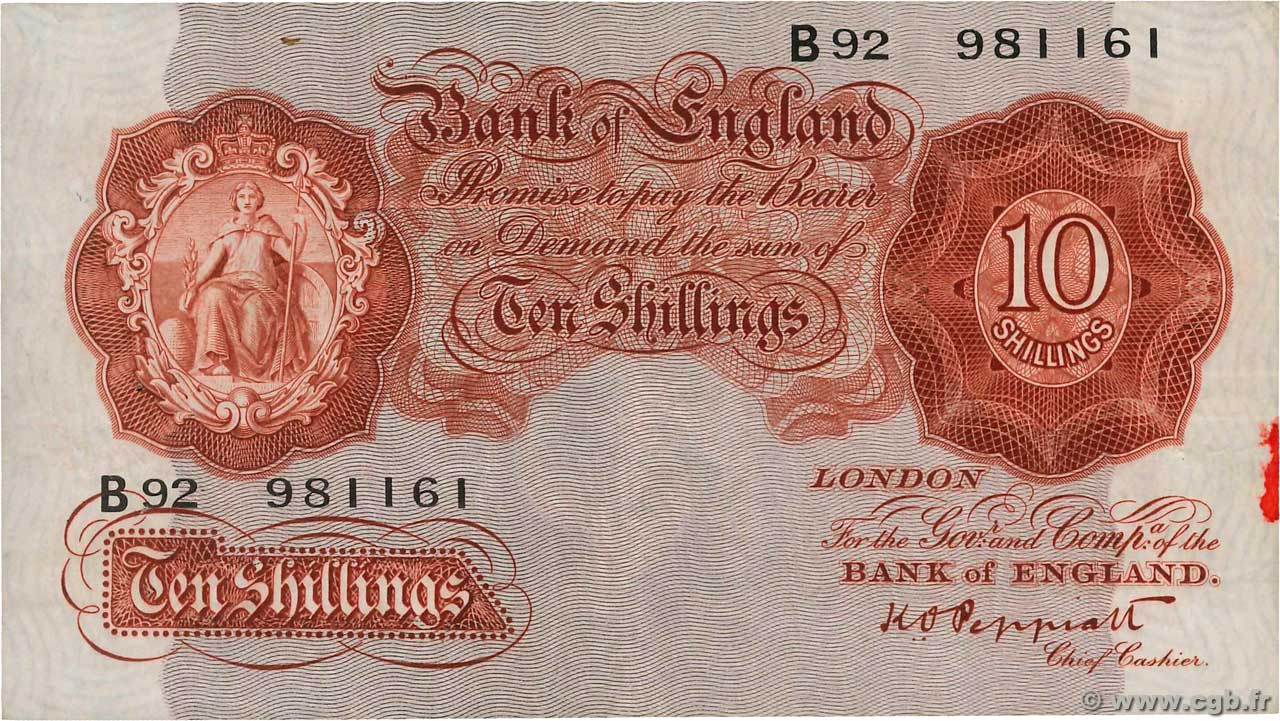 B92 981161
Bank of England
Promise to pay the Bearer
on Demand the sum of
Ten Shillings
10
SHILLINGS
B92 981161
LONDON
For the Govr. and Compa. of the
BANK of ENGLAND.
Ten Shillings
K O Peppiatt
Chief Cashier.
© www.cgb.fr